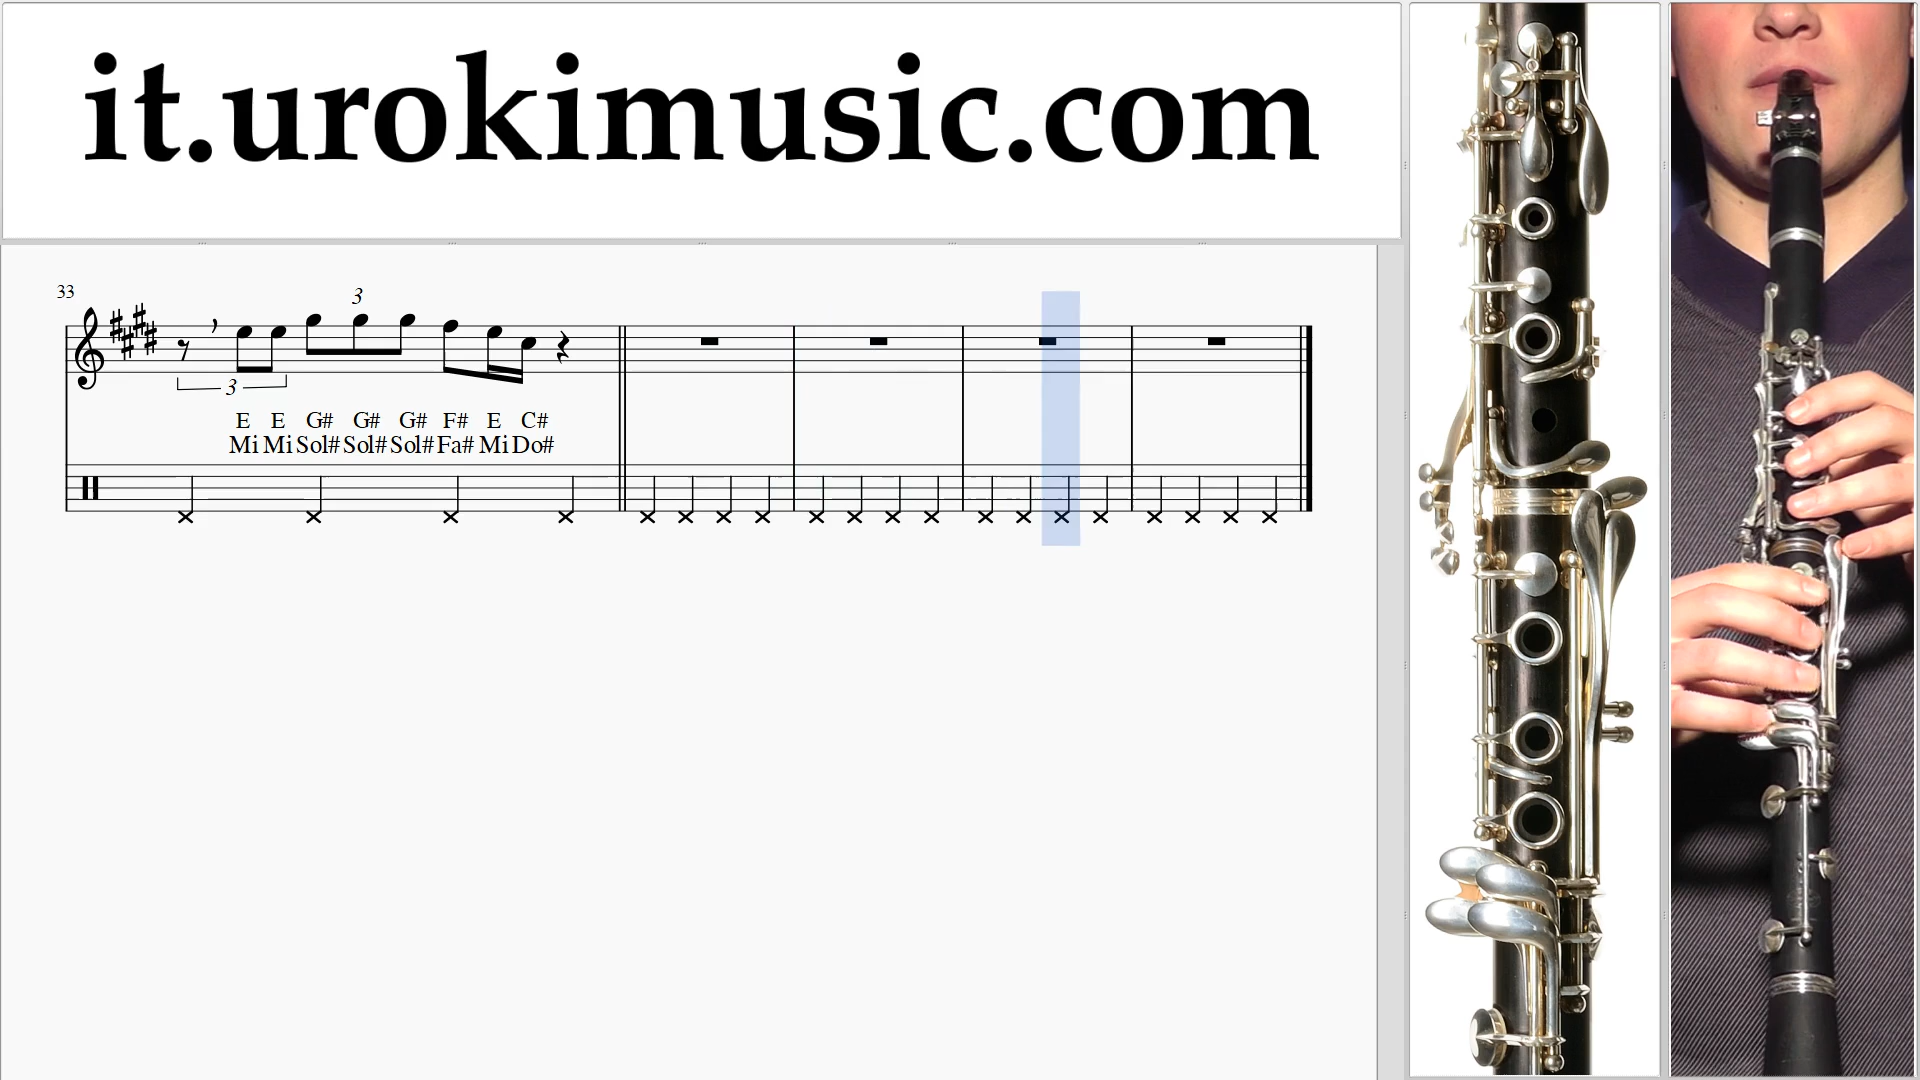 it.urokimusic.com
33
3
3
E E G# G# G# F# E C#
Mi Mi Sol# Sol# Sol# Fa# Mi Do#